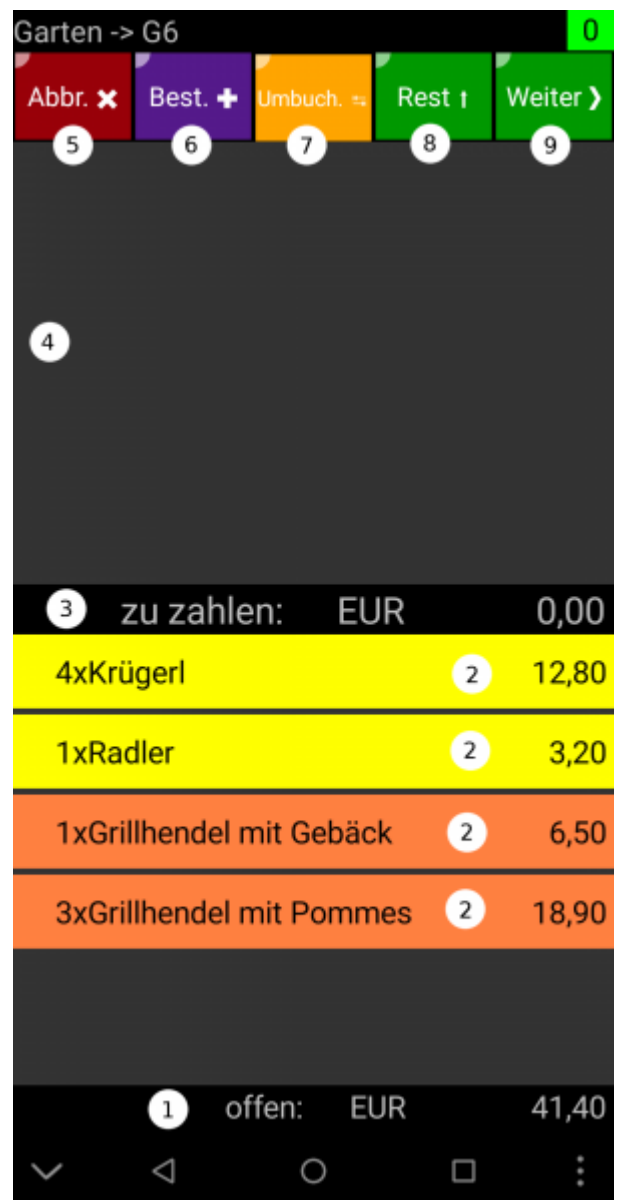 Garten -> G6 0
Abbr. Best. Umbuch. Rest Weiter
5 6 7 8 9
4
3 zu zahlen: EUR 0,00
4xKrügerl 2 12,80
1xRadler 2 3,20
1xGrillhendel mit Gebäck 2 6,50
3xGrillhendel mit Pommes 2 18,90
1 offen: EUR 41,40